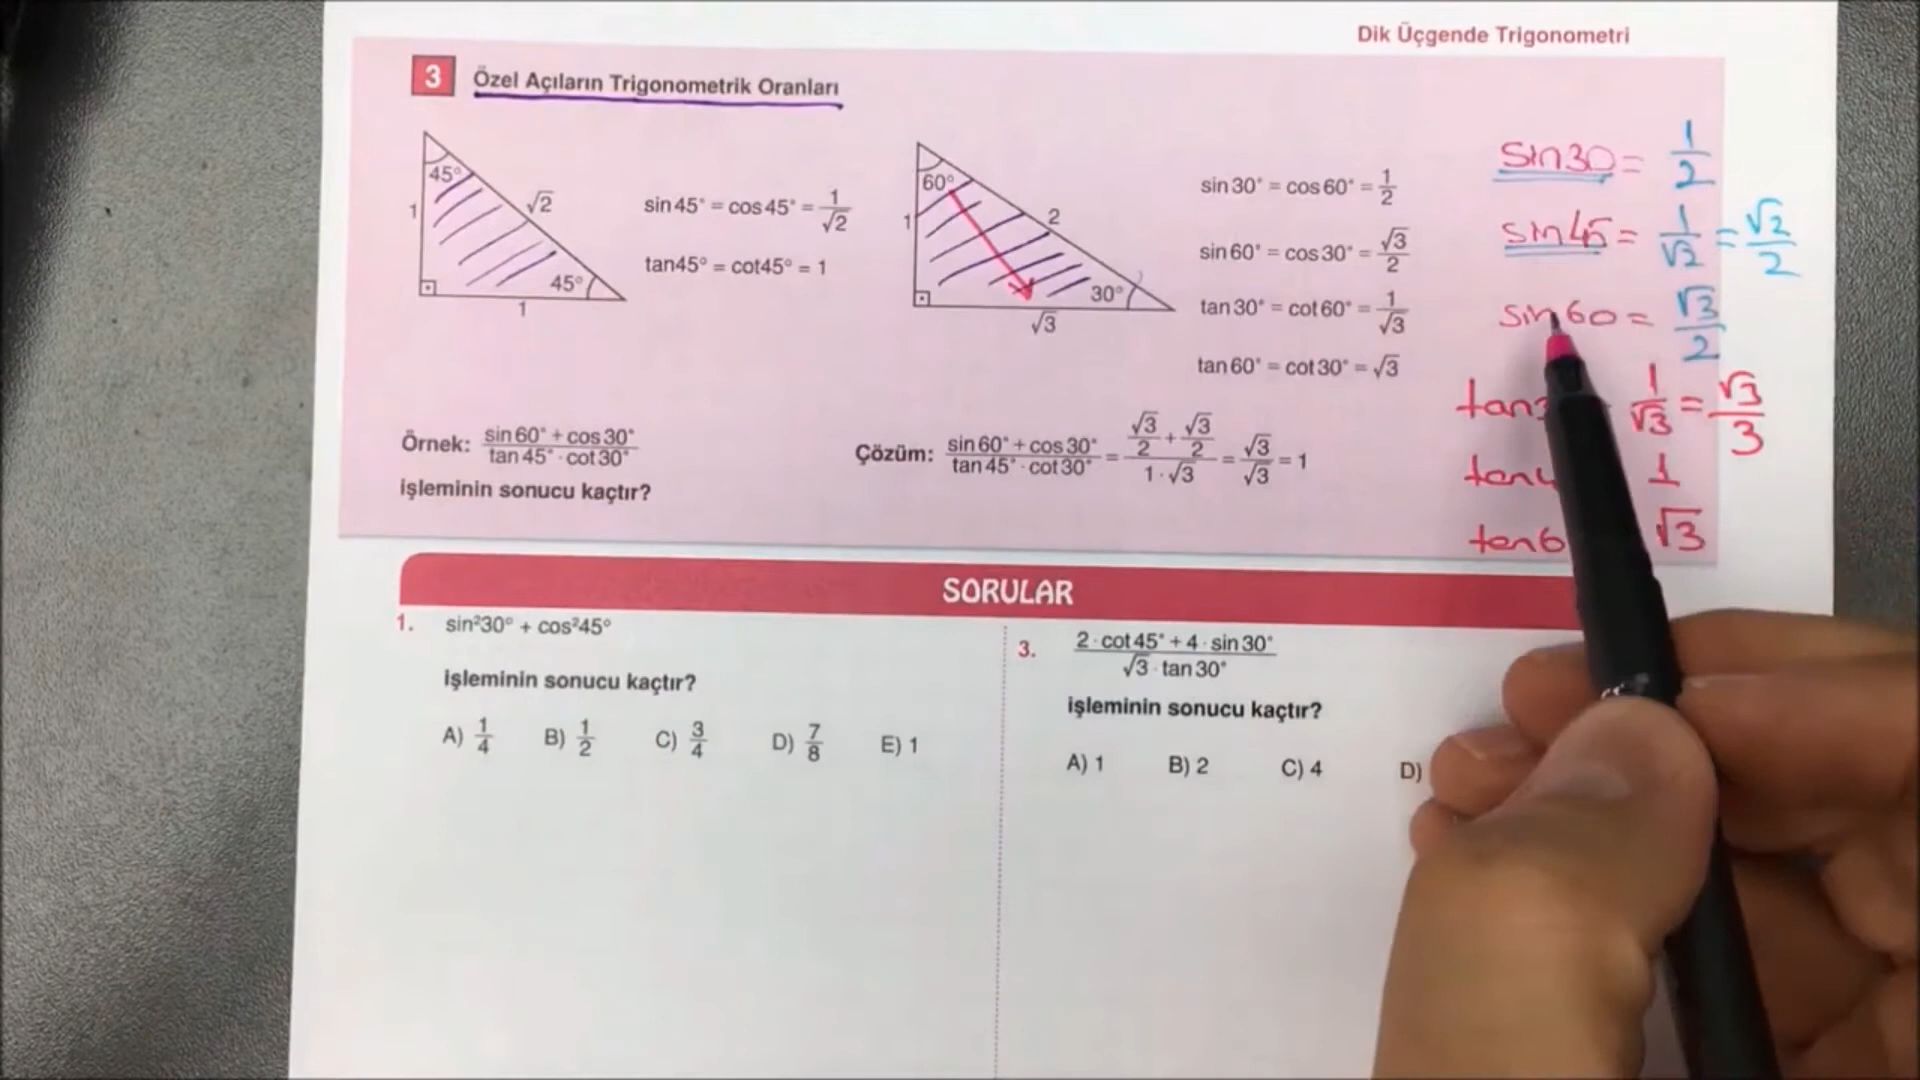 Dik Üçgende Trigonometri
3 Özel Açıların Trigonometrik Oranları
45°
1
√2
45°
1
sin 45° = cos 45° = 1/√2
tan45° = cot45° = 1
60°
1
2
30°
√3
sin 30° = cos 60° = 1/2
sin 60° = cos 30° = √3/2
tan 30° = cot 60° = 1/√3
tan 60° = cot 30° = √3
sin30 = 1/2
sin45 = 1/√2 = √2/2
sin60 = √3/2
1/√3 = √3/3
1
√3
Örnek: (sin 60° + cos 30°)/(tan 45° · cot 30°)
işleminin sonucu kaçtır?
Çözüm: (sin 60° + cos 30°)/(tan 45° · cot 30°) = (√3/2 + √3/2)/(1 · √3) = √3/√3 = 1
SORULAR
1. sin²30° + cos²45°
işleminin sonucu kaçtır?
A) 1/4 B) 1/2 C) 3/4 D) 7/8 E) 1
3. (2 · cot 45° + 4 · sin 30°)/(√3 · tan 30°)
işleminin sonucu kaçtır?
A) 1 B) 2 C) 4 D)